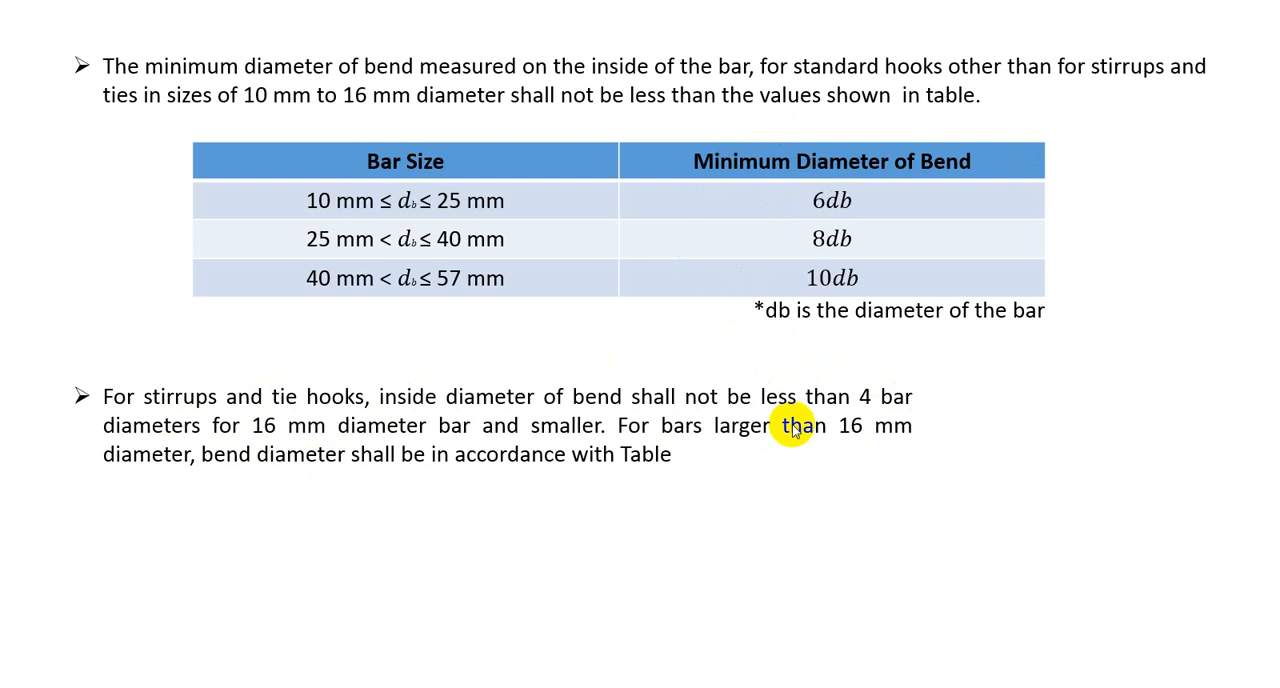 ➢ The minimum diameter of bend measured on the inside of the bar, for standard hooks other than for stirrups and
ties in sizes of 10 mm to 16 mm diameter shall not be less than the values shown in table.
Bar Size Minimum Diameter of Bend
10 mm ≤ d_b ≤ 25 mm 6db
25 mm < d_b ≤ 40 mm 8db
40 mm < d_b ≤ 57 mm 10db
*db is the diameter of the bar
➢ For stirrups and tie hooks, inside diameter of bend shall not be less than 4 bar
diameters for 16 mm diameter bar and smaller. For bars larger than 16 mm
diameter, bend diameter shall be in accordance with Table